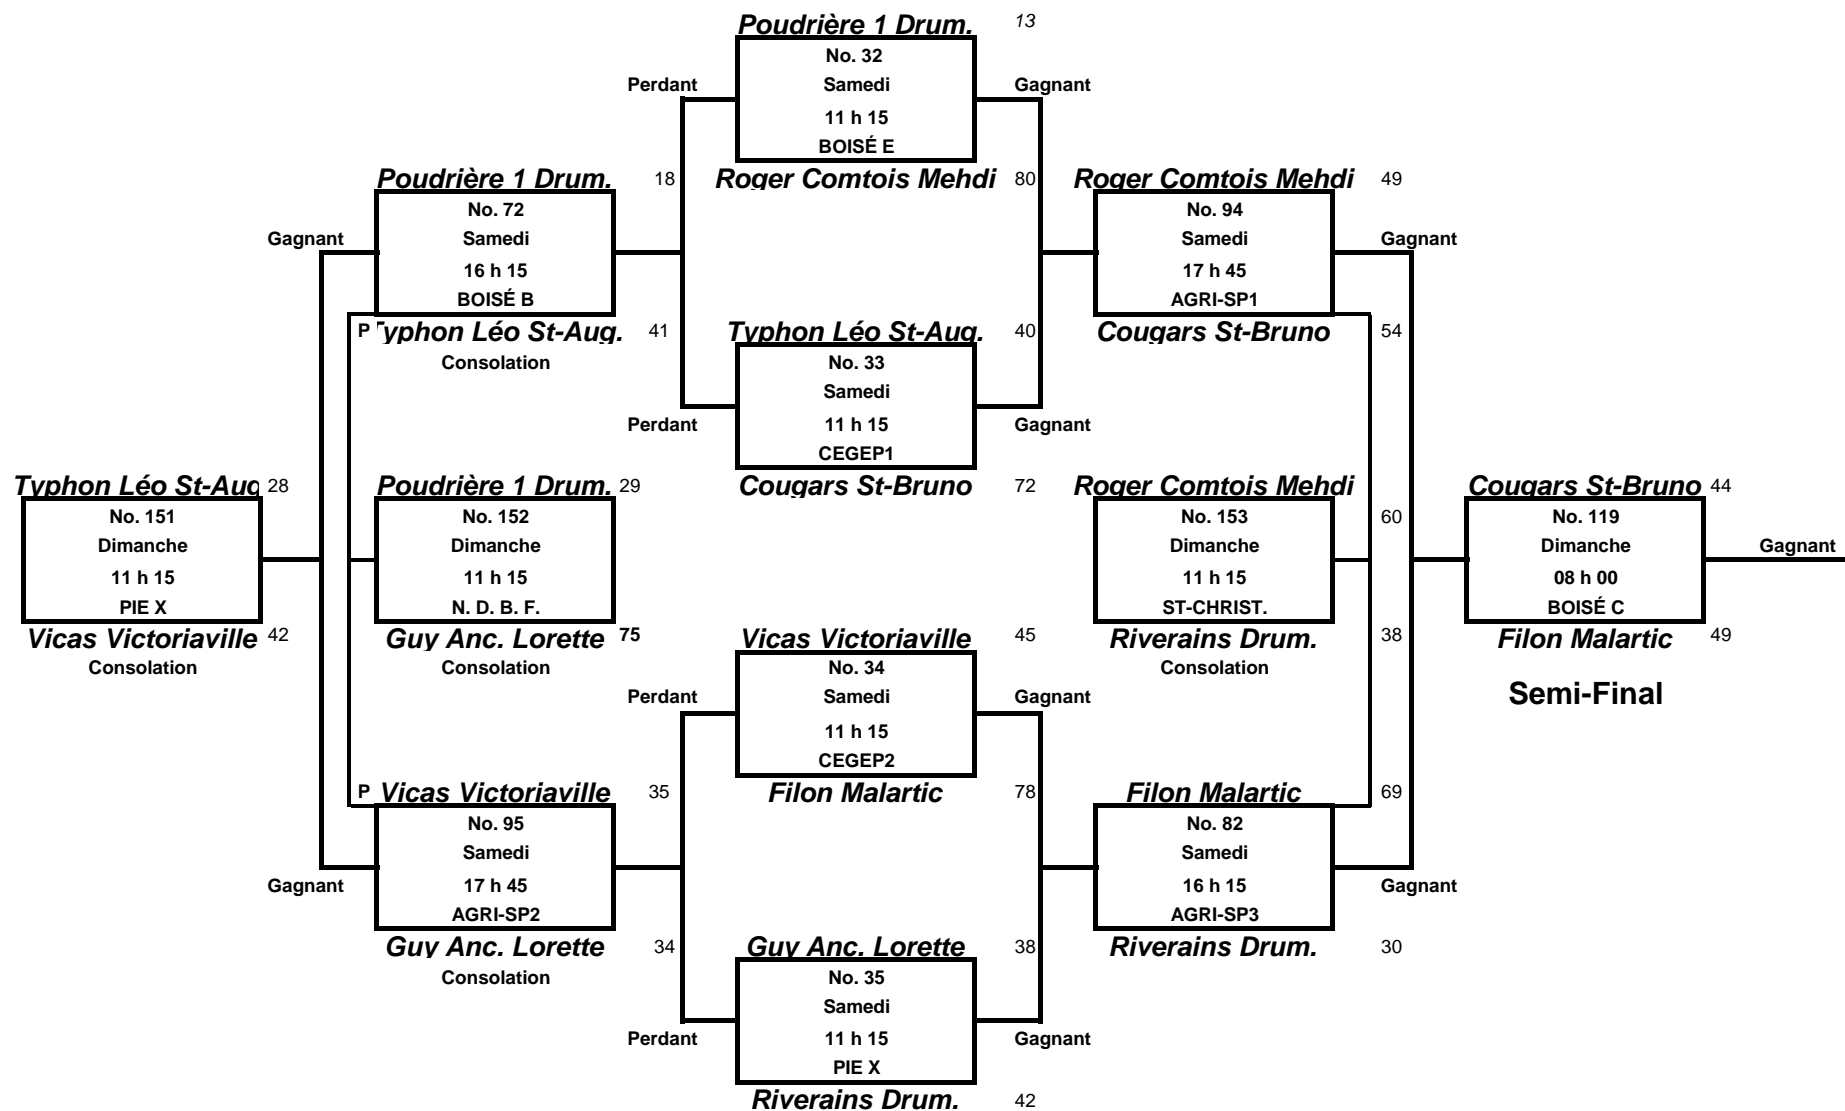 Poudrière 1 Drum. 13
No. 32
Perdant Samedi Gagnant
11 h 15
BOISÉ E
Poudrière 1 Drum. 18 Roger Comtois Mehdi 80 Roger Comtois Mehdi 49
No. 72 No. 94
Gagnant Samedi Samedi Gagnant
16 h 15 17 h 45
BOISÉ B AGRI-SP1
P Typhon Léo St-Aug. 41 Typhon Léo St-Aug. 40 Cougars St-Bruno 54
Consolation No. 33
Samedi
Perdant 11 h 15 Gagnant
CEGEP1
Typhon Léo St-Aug 28 Poudrière 1 Drum. 29 Cougars St-Bruno 72 Roger Comtois Mehdi Cougars St-Bruno 44
No. 151 No. 152 No. 153 60 No. 119
Dimanche Dimanche Dimanche Dimanche Gagnant
11 h 15 11 h 15 11 h 15 08 h 00
PIE X N. D. B. F. ST-CHRIST. BOISÉ C
Vicas Victoriaville 42 Guy Anc. Lorette 75 Vicas Victoriaville 45 Riverains Drum. 38 Filon Malartic 49
Consolation Consolation No. 34 Consolation
Perdant Samedi Gagnant Semi-Final
11 h 15
CEGEP2
P Vicas Victoriaville 35 Filon Malartic 78 Filon Malartic 69
No. 95 No. 82
Samedi Samedi
Gagnant 17 h 45 16 h 15 Gagnant
AGRI-SP2 AGRI-SP3
Guy Anc. Lorette 34 Guy Anc. Lorette 38 Riverains Drum. 30
Consolation No. 35
Samedi
Perdant 11 h 15 Gagnant
PIE X
Riverains Drum. 42